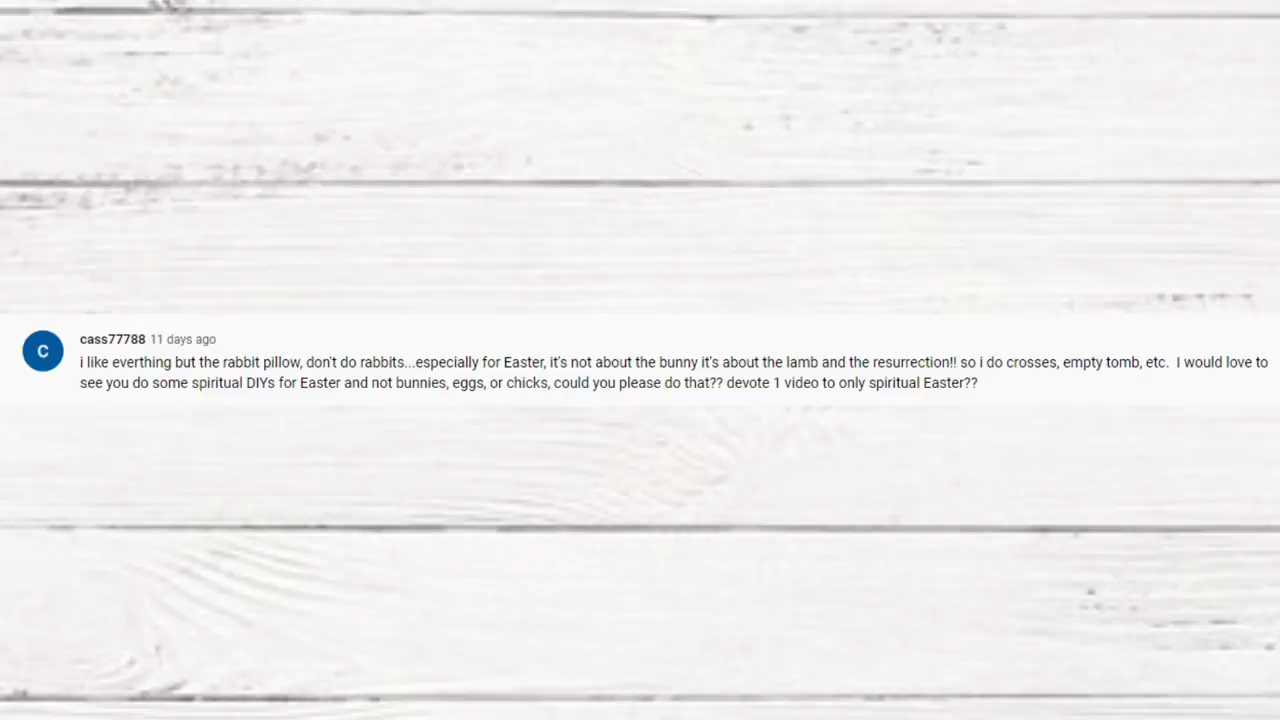 C
cass77788 11 days ago
i like everthing but the rabbit pillow, don't do rabbits...especially for Easter, it's not about the bunny it's about the lamb and the resurrection!! so i do crosses, empty tomb, etc.  I would love to
see you do some spiritual DIYs for Easter and not bunnies, eggs, or chicks, could you please do that?? devote 1 video to only spiritual Easter??